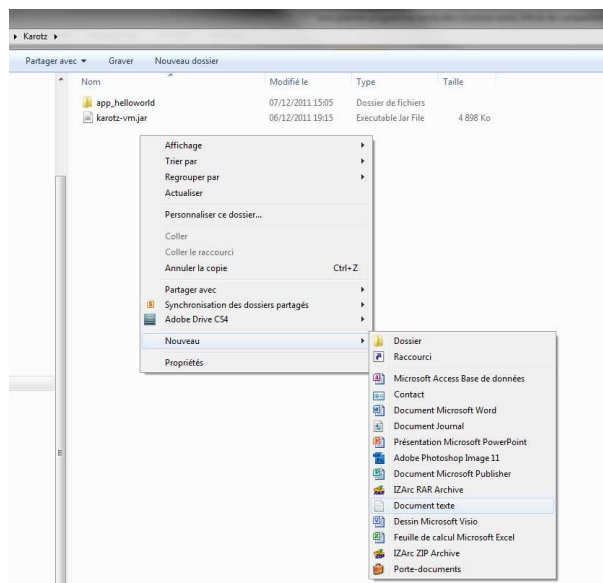 Karotz
Partager avec Graver Nouveau dossier
Nom Modifié le Type Taille
app_helloworld 07/12/2011 15:05 Dossier de fichiers
karotz-vm.jar 06/12/2011 19:15 Executable Jar File 4 898 Ko
Affichage
Trier par
Regrouper par
Actualiser
Personnaliser ce dossier...
Coller
Coller le raccourci
Annuler la copie Ctrl+Z
Partager avec
Synchronisation des dossiers partagés
Adobe Drive CS4
Nouveau
Propriétés
Dossier
Raccourci
Microsoft Access Base de données
Contact
Document Microsoft Word
Document Journal
Présentation Microsoft PowerPoint
Adobe Photoshop Image 11
Document Microsoft Publisher
IZArc RAR Archive
Document texte
Dessin Microsoft Visio
Feuille de calcul Microsoft Excel
IZArc ZIP Archive
Porte-documents